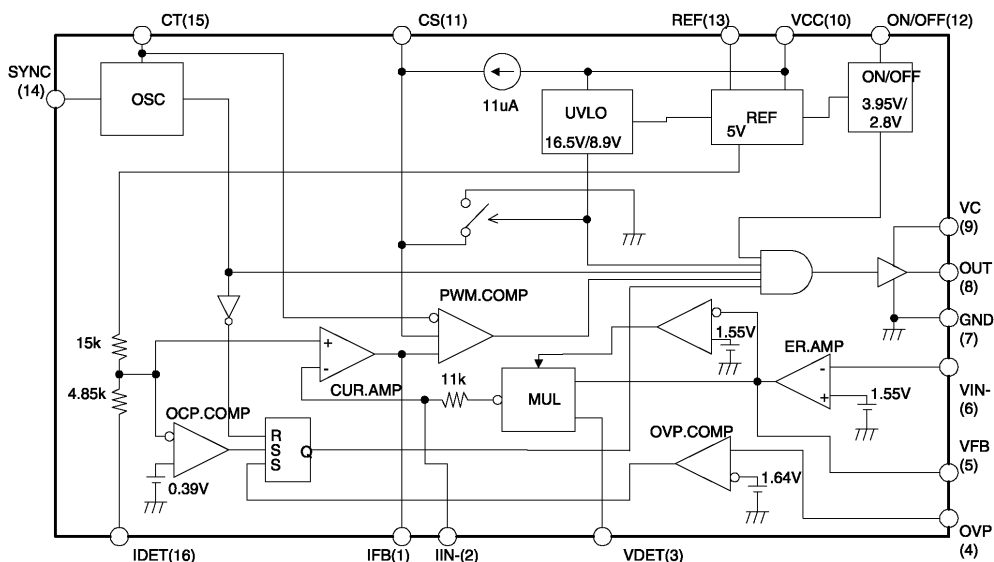 CT(15)
CS(11)
REF(13)
VCC(10)
ON/OFF(12)
SYNC
(14)
OSC
11uA
UVLO
16.5V/8.9V
REF
5V
ON/OFF
3.95V/
2.8V
VC
(9)
OUT
(8)
GND
(7)
PWM.COMP
15k
4.85k
+
-
CUR.AMP
11k
MUL
1.55V
ER.AMP
-
+
1.55V
VIN-
(6)
OCP.COMP
0.39V
R
S
S
Q
OVP.COMP
1.64V
VFB
(5)
OVP
(4)
IDET(16)
IFB(1)
IIN-(2)
VDET(3)